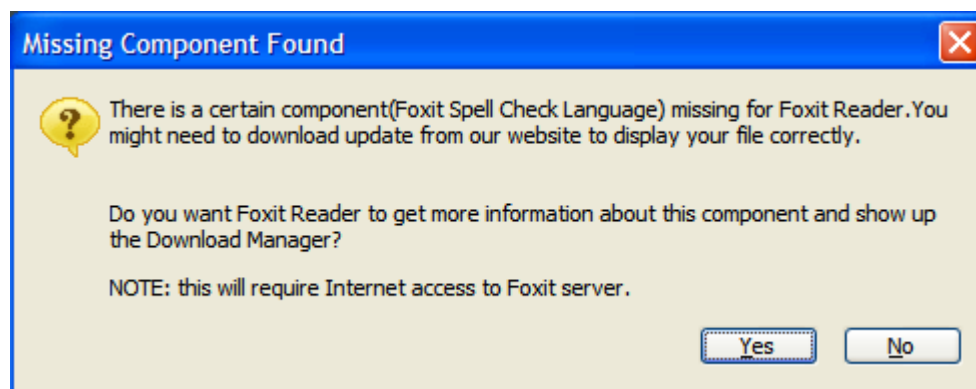 Missing Component Found
There is a certain component(Foxit Spell Check Language) missing for Foxit Reader.You
might need to download update from our website to display your file correctly.
Do you want Foxit Reader to get more information about this component and show up
the Download Manager?
NOTE: this will require Internet access to Foxit server.
Yes No